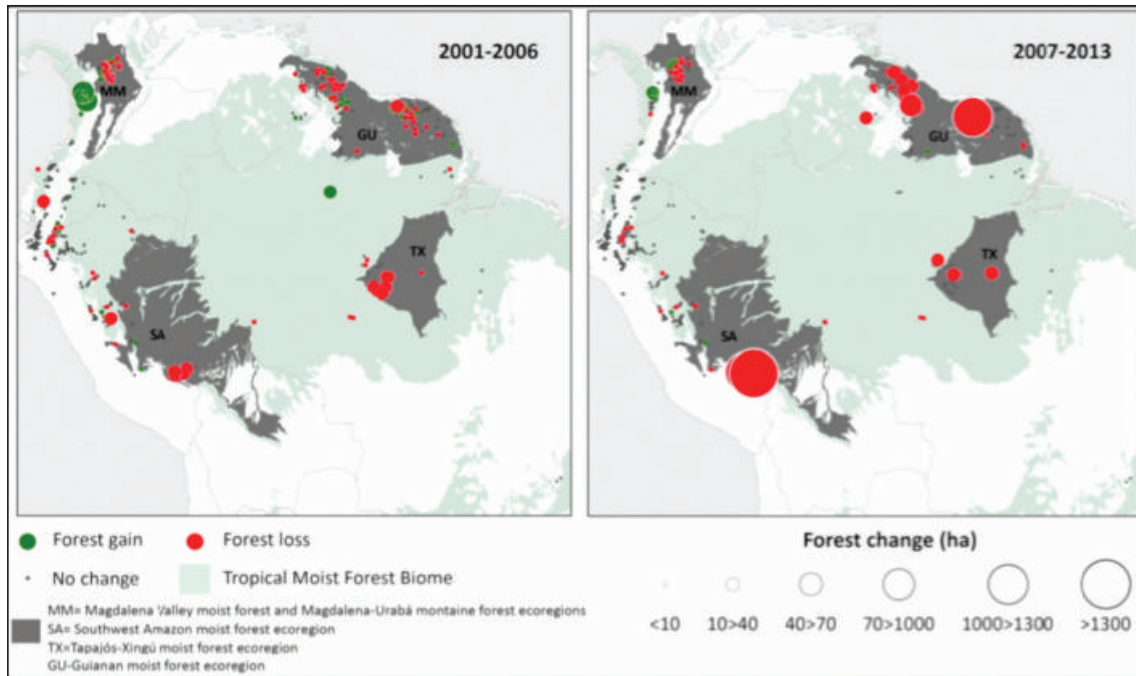 2001-2006
MM
GU
TX
SA
2007-2013
MM
GU
TX
SA
Forest gain
Forest loss
No change
Tropical Moist Forest Biome
MM= Magdalena Valley moist forest and Magdalena-Urabá montaine forest ecoregions
SA= Southwest Amazon moist forest ecoregion
TX=Tapajós-Xingú moist forest ecoregion
GU-Guianan moist forest ecoregion
Forest change (ha)
<10 10>40 40>70 70>1000 1000>1300 >1300